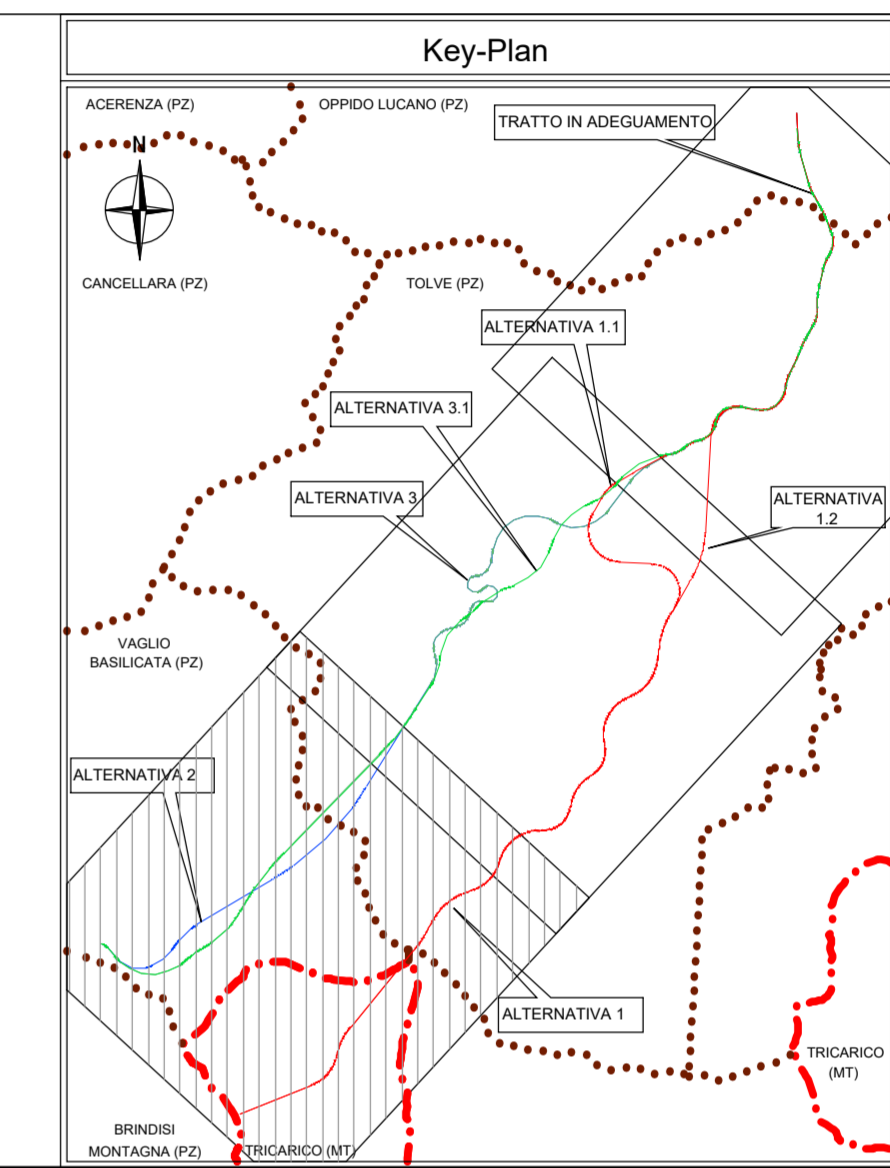 Key-Plan
ACERENZA (PZ)
OPPIDO LUCANO (PZ)
TRATTO IN ADEGUAMENTO
N
CANCELLARA (PZ)
TOLVE (PZ)
ALTERNATIVA 1.1
ALTERNATIVA 3.1
ALTERNATIVA 3
ALTERNATIVA
1.2
VAGLIO
BASILICATA (PZ)
ALTERNATIVA 2
ALTERNATIVA 1
TRICARICO
(MT)
BRINDISI
MONTAGNA (PZ)
TRICARICO (MT)